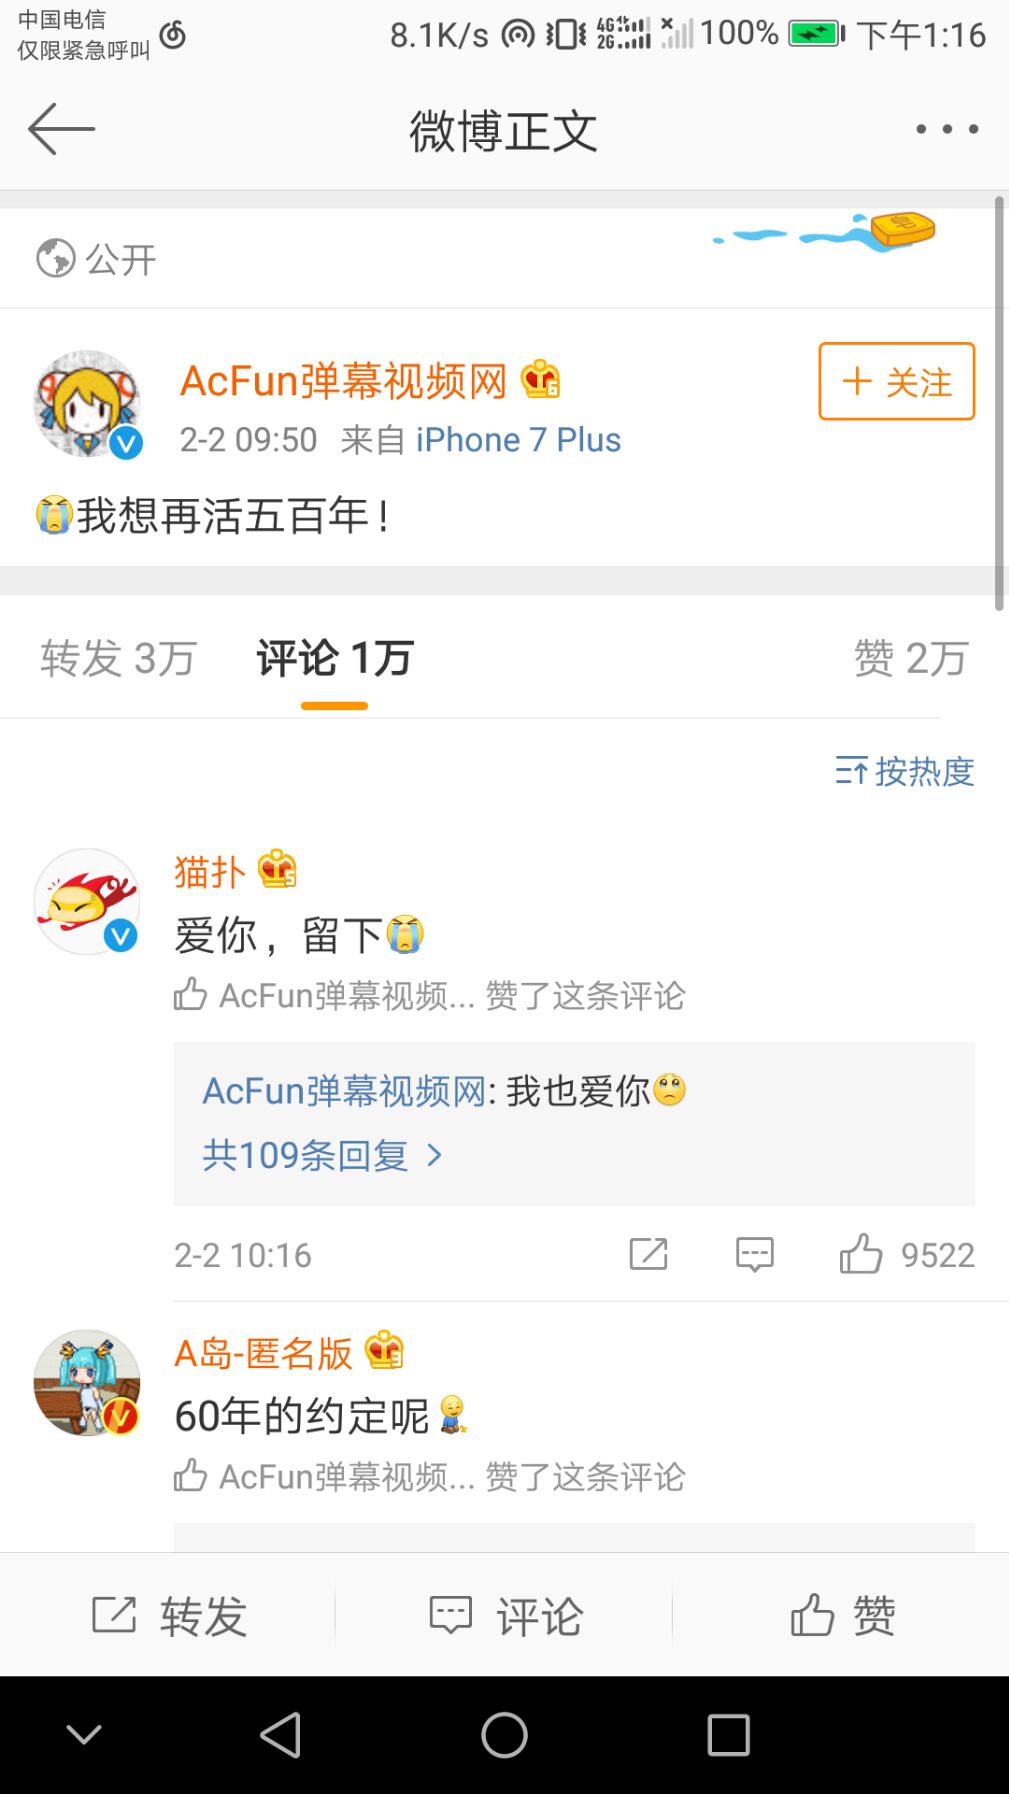 中国电信
仅限紧急呼叫
8.1K/s 4G 2G 100% 下午1:16
微博正文
公开
AcFun弹幕视频网 6
+ 关注
2-2 09:50 来自 iPhone 7 Plus
我想再活五百年!
转发 3万 评论 1万 赞 2万
按热度
猫扑 5
爱你，留下
AcFun弹幕视频... 赞了这条评论
AcFun弹幕视频网: 我也爱你
共109条回复 >
2-2 10:16 9522
A岛-匿名版
60年的约定呢
AcFun弹幕视频... 赞了这条评论
转发 评论 赞